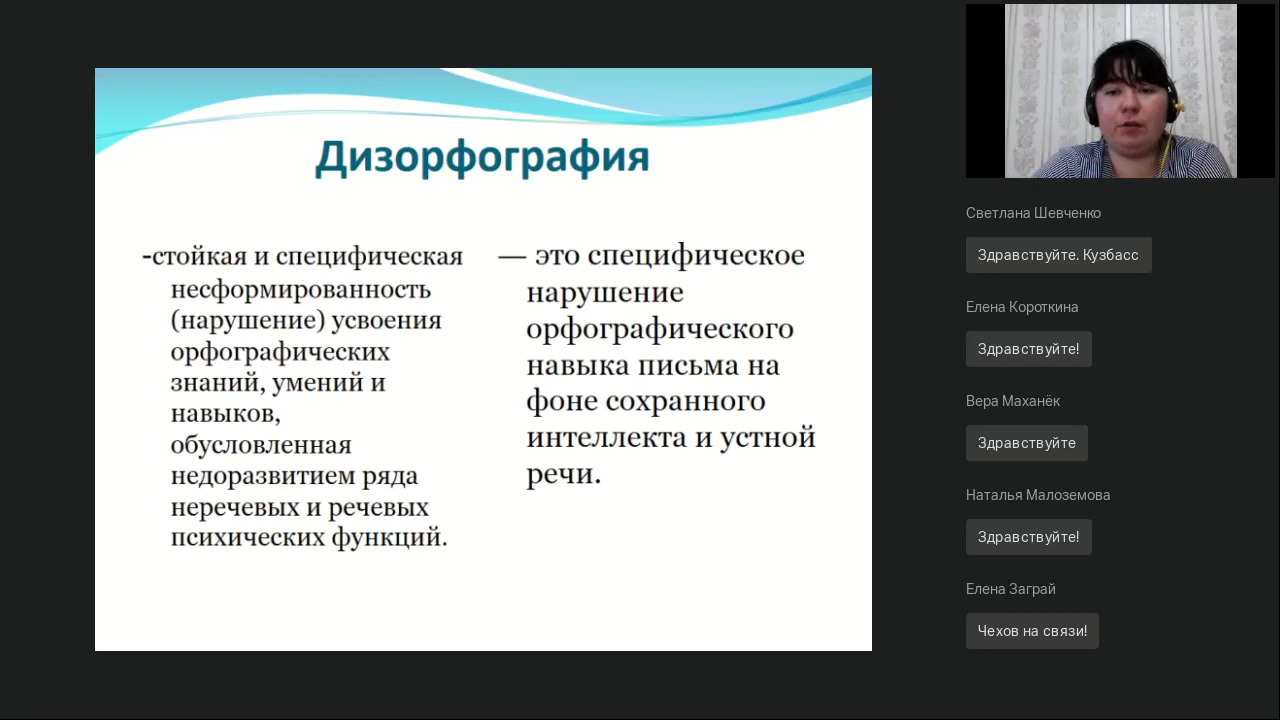 Дизорфография
-стойкая и специфическая
несформированность
(нарушение) усвоения
орфографических
знаний, умений и
навыков,
обусловленная
недоразвитием ряда
неречевых и речевых
психических функций.
— это специфическое
нарушение
орфографического
навыка письма на
фоне сохранного
интеллекта и устной
речи.
Светлана Шевченко
Здравствуйте. Кузбасс
Елена Короткина
Здравствуйте!
Вера Маханёк
Здравствуйте
Наталья Малоземова
Здравствуйте!
Елена Заграй
Чехов на связи!